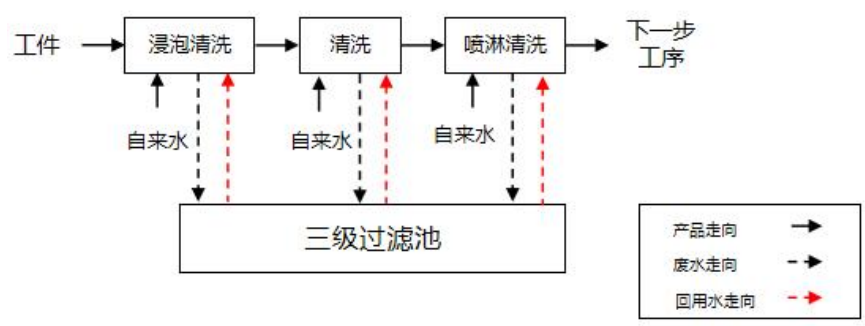 工件
浸泡清洗
清洗
喷淋清洗
下一步
工序
自来水
自来水
自来水
三级过滤池
产品走向
废水走向
回用水走向